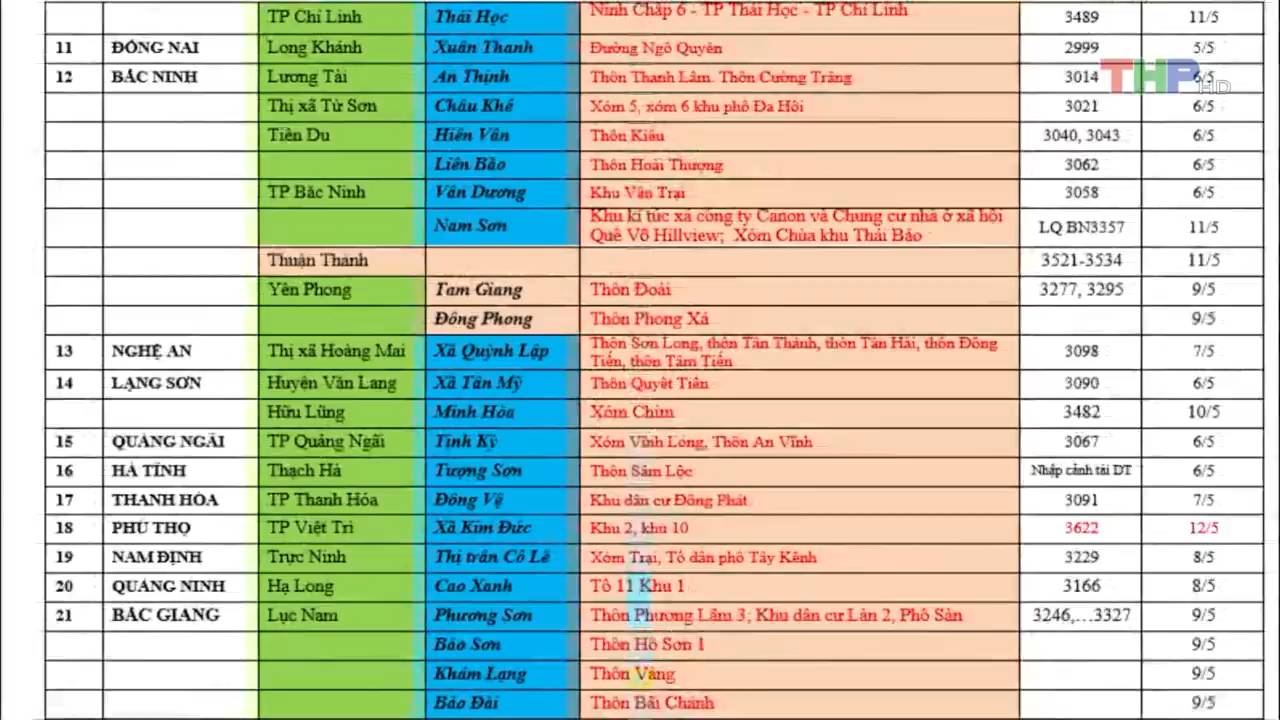 TP Chí Linh Thái Học Ninh Chấp 6 - TP Thái Học - TP Chí Linh 3489 11/5
11 ĐỒNG NAI Long Khánh Xuân Thanh Đường Ngô Quyền 2999 5/5
12 BẮC NINH Lương Tài An Thịnh Thôn Thanh Lâm. Thôn Cường Tráng 3014 6/5
THP HD
Thị xã Từ Sơn Châu Khê Xóm 5, xóm 6 khu phố Đa Hội 3021 6/5
Tiên Du Hiên Vân Thôn Kiều 3040, 3043 6/5
Liên Bão Thôn Hoài Thượng 3062 6/5
TP Bắc Ninh Vân Dương Khu Vân Trại 3058 6/5
Nam Sơn Khu kí túc xá công ty Canon và Chung cư nhà ở xã hội
Quế Võ Hillview; Xóm Chùa khu Thái Bảo LQ BN3357 11/5
Thuận Thành 3521-3534 11/5
Yên Phong Tam Giang Thôn Đoài 3277, 3295 9/5
Đông Phong Thôn Phong Xá 9/5
13 NGHỆ AN Thị xã Hoàng Mai Xã Quỳnh Lập Thôn Sơn Long, thôn Tân Thành, thôn Tân Hải, thôn Đồng
Tiến, thôn Tâm Tiến 3098 7/5
14 LẠNG SƠN Huyện Văn Lang Xã Tân Mỹ Thôn Quyết Tiến 3090 6/5
Hữu Lũng Minh Hòa Xóm Chùm 3482 10/5
15 QUẢNG NGÃI TP Quảng Ngãi Tịnh Kỳ Xóm Vĩnh Long, Thôn An Vĩnh 3067 6/5
16 HÀ TĨNH Thạch Hà Tượng Sơn Thôn Sâm Lộc Nhập cảnh tái DT 6/5
17 THANH HÓA TP Thanh Hóa Đông Vệ Khu dân cư Đông Phát 3091 7/5
18 PHÚ THỌ TP Việt Trì Xã Kim Đức Khu 2, khu 10 3622 12/5
19 NAM ĐỊNH Trực Ninh Thị trấn Cổ Lễ Xóm Trại, Tổ dân phố Tây Kênh 3229 8/5
20 QUẢNG NINH Hạ Long Cao Xanh Tổ 11 Khu 1 3166 8/5
21 BẮC GIANG Lục Nam Phương Sơn Thôn Phương Lâm 3; Khu dân cư Làn 2, Phố Sàn 3246,…3327 9/5
Bảo Sơn Thôn Hồ Sơn 1 9/5
Khám Lạng Thôn Vàng 9/5
Bảo Đài Thôn Bãi Chành 9/5